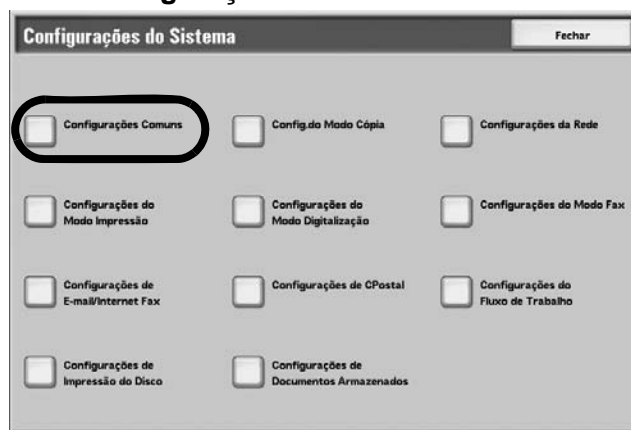 Configurações do Sistema
Fechar
Configurações Comuns
Config.do Modo Cópia
Configurações da Rede
Configurações do
Modo Impressão
Configurações do
Modo Digitalização
Configurações do Modo Fax
Configurações de
E-mail/Internet Fax
Configurações de CPostal
Configurações do
Fluxo de Trabalho
Configurações de
Impressão do Disco
Configurações de
Documentos Armazenados